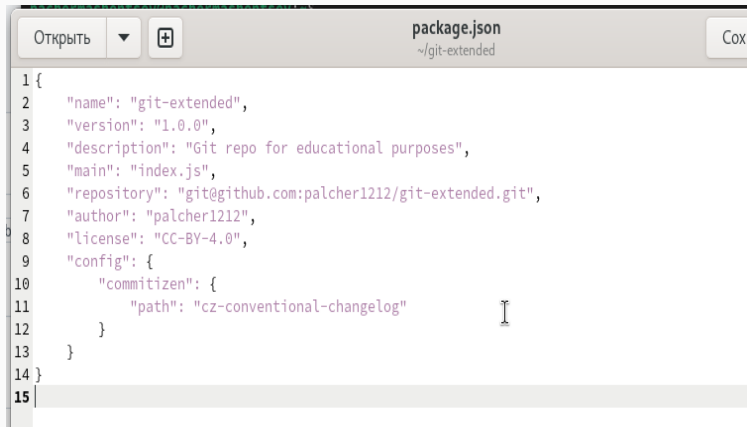 Открыть
package.json
~/git-extended
Сох
1 {
2     "name": "git-extended",
3     "version": "1.0.0",
4     "description": "Git repo for educational purposes",
5     "main": "index.js",
6     "repository": "git@github.com:palcher1212/git-extended.git",
7     "author": "palcher1212",
8     "license": "CC-BY-4.0",
9     "config": {
10         "commitizen": {
11             "path": "cz-conventional-changelog"
12         }
13     }
14 }
15